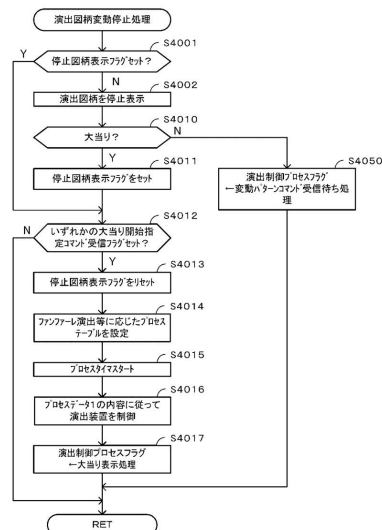 演出図柄変動停止処理
S4001
Y
停止図柄表示フラグセット?
N
S4002
演出図柄を停止表示
S4010
大当り?
N
Y
S4011
停止図柄表示フラグをセット
S4050
演出制御プロセスフラグ
←変動パターンコマンド受信待ち処
理
S4012
N
いずれかの大当り開始指
定コマンド受信フラグセット?
Y
S4013
停止図柄表示フラグをリセット
S4014
ファンファーレ演出等に応じたプロセス
テーブルを設定
S4015
プロセスタイマスタート
S4016
プロセスデータ1の内容に従って
演出装置を制御
S4017
演出制御プロセスフラグ
←大当り表示処理
RET